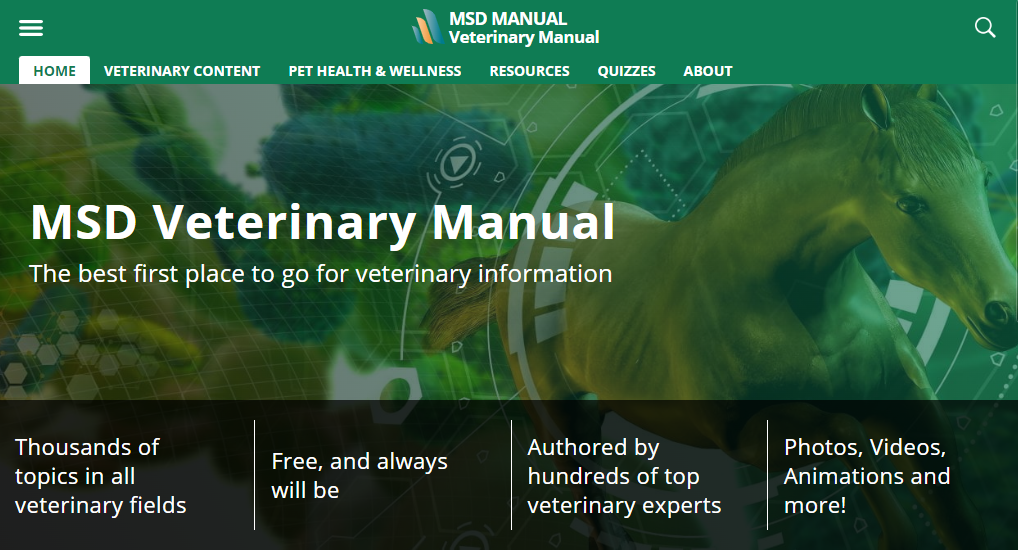 MSD MANUAL
Veterinary Manual
HOME VETERINARY CONTENT PET HEALTH & WELLNESS RESOURCES QUIZZES ABOUT
MSD Veterinary Manual
The best first place to go for veterinary information
Thousands of
topics in all
veterinary fields
Free, and always
will be
Authored by
hundreds of top
veterinary experts
Photos, Videos,
Animations and
more!